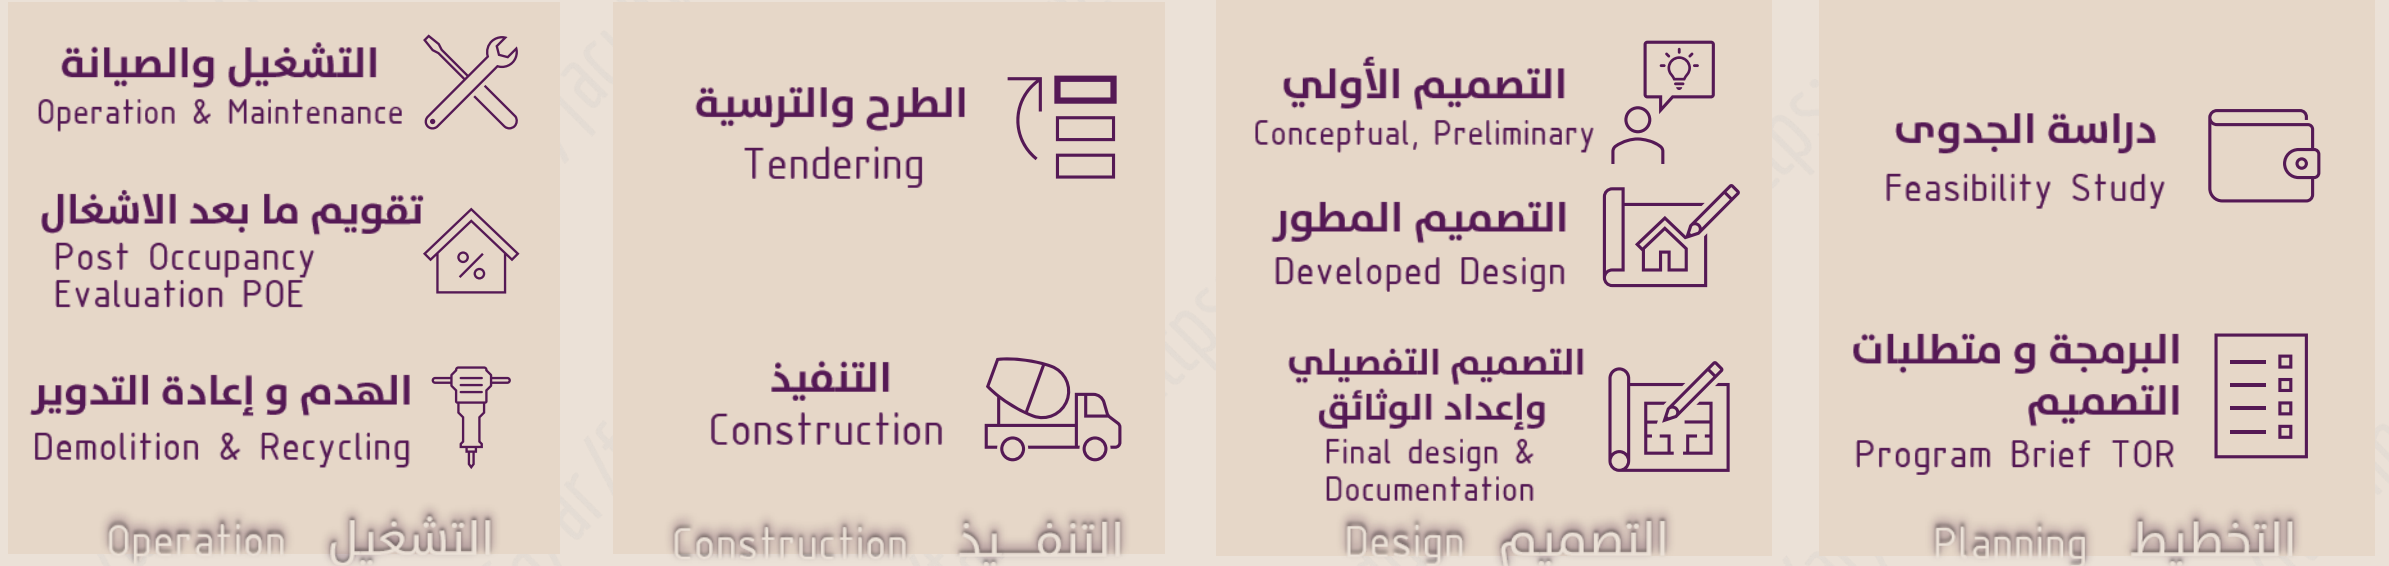 دراسة الجدوى
Feasibility Study
البرمجة و متطلبات
التصميم
Program Brief TOR
التخطيط Planning
التصميم الأولي
Conceptual, Preliminary
التصميم المطور
Developed Design
التصميم التفصيلي
وإعداد الوثائق
Final design &
Documentation
التصميم Design
الطرح والترسية
Tendering
التنفيذ
Construction
التنفـــيذ Construction
التشغيل والصيانة
Operation & Maintenance
تقويم ما بعد الاشغال
Post Occupancy
Evaluation POE
الهدم و إعادة التدوير
Demolition & Recycling
التشغيل Operation